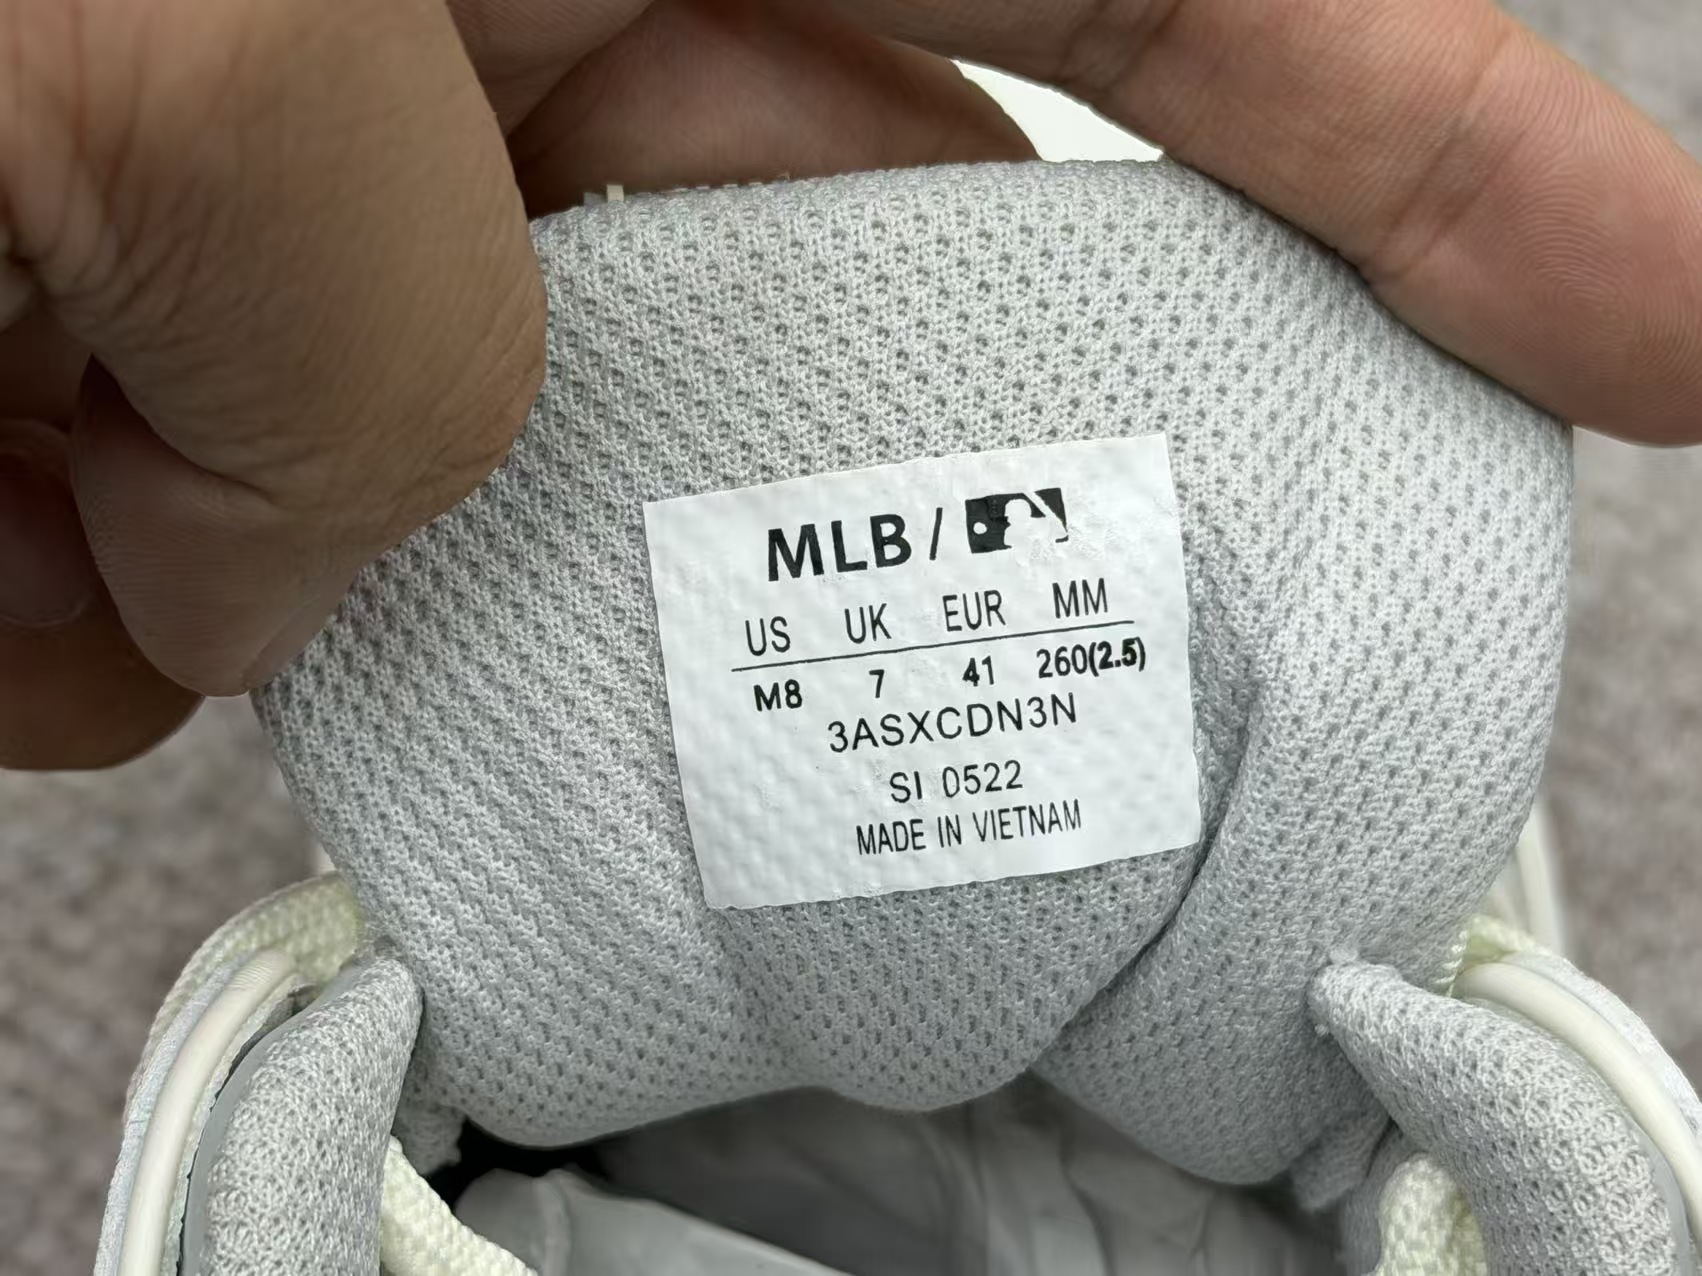 MLB /
US UK EUR MM
M8 7 41 260(2.5)
3ASXCDN3N
SI 0522
MADE IN VIETNAM